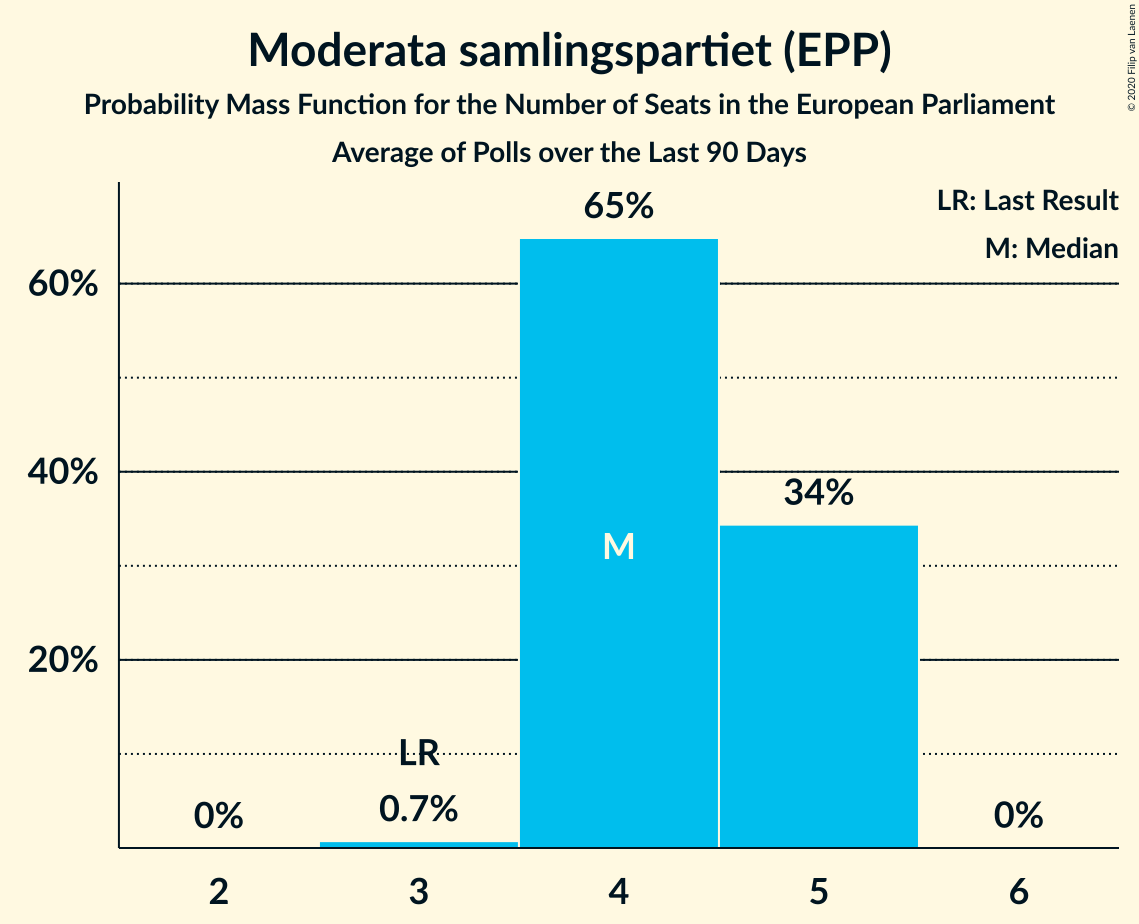 Moderata samlingspartiet (EPP)
Probability Mass Function for the Number of Seats in the European Parliament
Average of Polls over the Last 90 Days
© 2020 Filip van Laenen
LR: Last Result
M: Median
65%
60%
40%
34%
M
20%
LR
0%
0.7%
0%
2
3
4
5
6